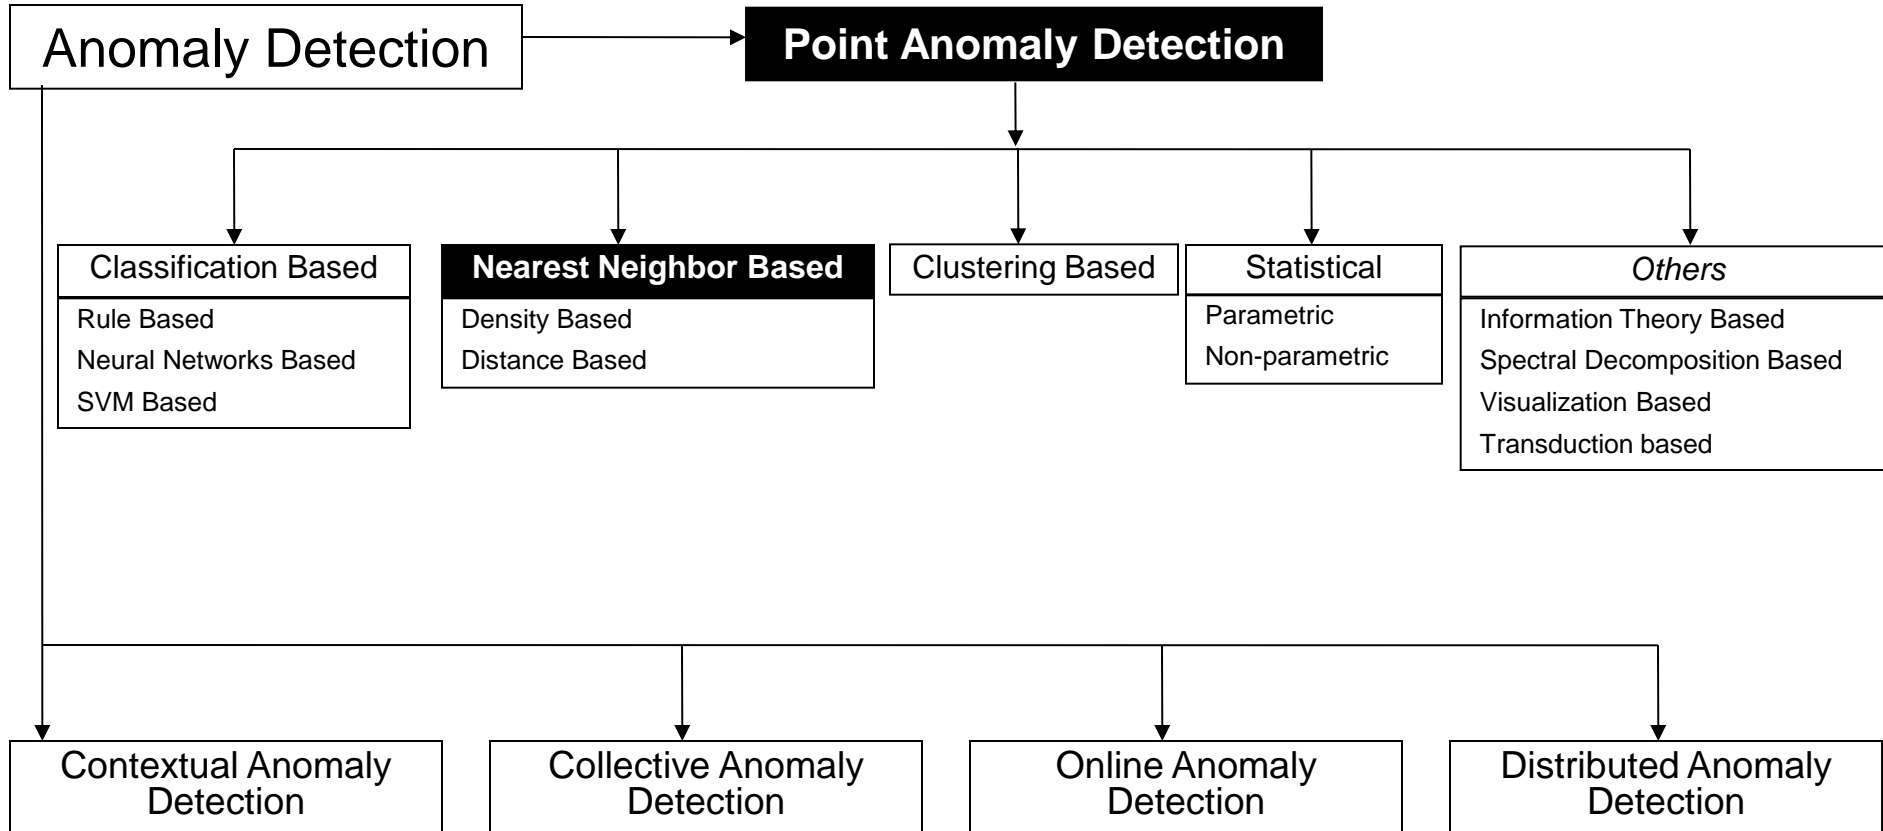 Anomaly Detection
Point Anomaly Detection
Classification Based
Rule Based
Neural Networks Based
SVM Based
Nearest Neighbor Based
Density Based
Distance Based
Clustering Based
Statistical
Parametric
Non-parametric
Others
Information Theory Based
Spectral Decomposition Based
Visualization Based
Transduction based
Contextual Anomaly
Detection
Collective Anomaly
Detection
Online Anomaly
Detection
Distributed Anomaly
Detection